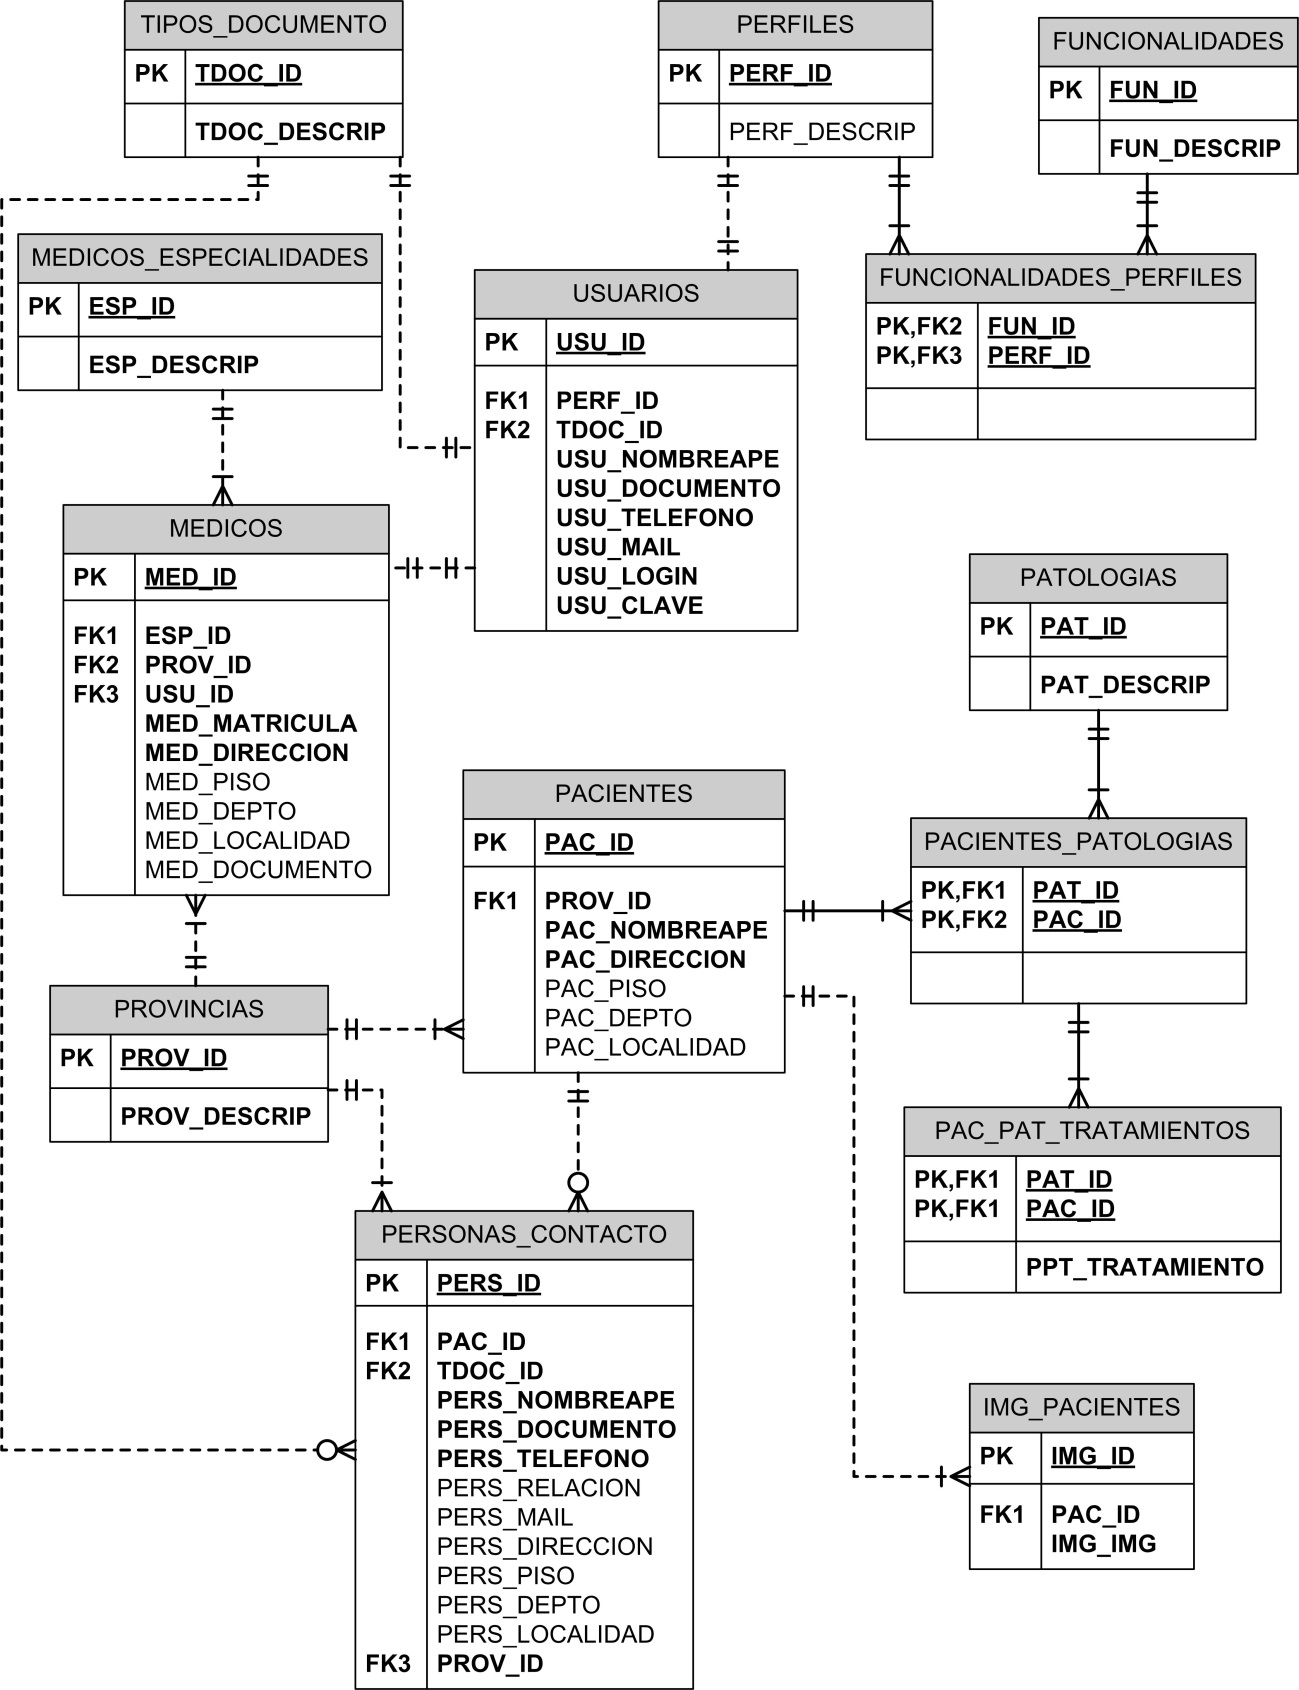 TIPOS_DOCUMENTO
PK TDOC_ID
TDOC_DESCRIP
PERFILES
PK PERF_ID
PERF_DESCRIP
FUNCIONALIDADES
PK FUN_ID
FUN_DESCRIP
MEDICOS_ESPECIALIDADES
PK ESP_ID
ESP_DESCRIP
USUARIOS
PK USU_ID
FK1 PERF_ID
FK2 TDOC_ID
USU_NOMBREAPE
USU_DOCUMENTO
USU_TELEFONO
USU_MAIL
USU_LOGIN
USU_CLAVE
FUNCIONALIDADES_PERFILES
PK,FK2 FUN_ID
PK,FK3 PERF_ID
MEDICOS
PK MED_ID
FK1 ESP_ID
FK2 PROV_ID
FK3 USU_ID
MED_MATRICULA
MED_DIRECCION
MED_PISO
MED_DEPTO
MED_LOCALIDAD
MED_DOCUMENTO
PATOLOGIAS
PK PAT_ID
PAT_DESCRIP
PACIENTES
PK PAC_ID
FK1 PROV_ID
PAC_NOMBREAPE
PAC_DIRECCION
PAC_PISO
PAC_DEPTO
PAC_LOCALIDAD
PACIENTES_PATOLOGIAS
PK,FK1 PAT_ID
PK,FK2 PAC_ID
PROVINCIAS
PK PROV_ID
PROV_DESCRIP
PAC_PAT_TRATAMIENTOS
PK,FK1 PAT_ID
PK,FK1 PAC_ID
PPT_TRATAMIENTO
PERSONAS_CONTACTO
PK PERS_ID
FK1 PAC_ID
FK2 TDOC_ID
PERS_NOMBREAPE
PERS_DOCUMENTO
PERS_TELEFONO
PERS_RELACION
PERS_MAIL
PERS_DIRECCION
PERS_PISO
PERS_DEPTO
PERS_LOCALIDAD
FK3 PROV_ID
IMG_PACIENTES
PK IMG_ID
FK1 PAC_ID
IMG_IMG